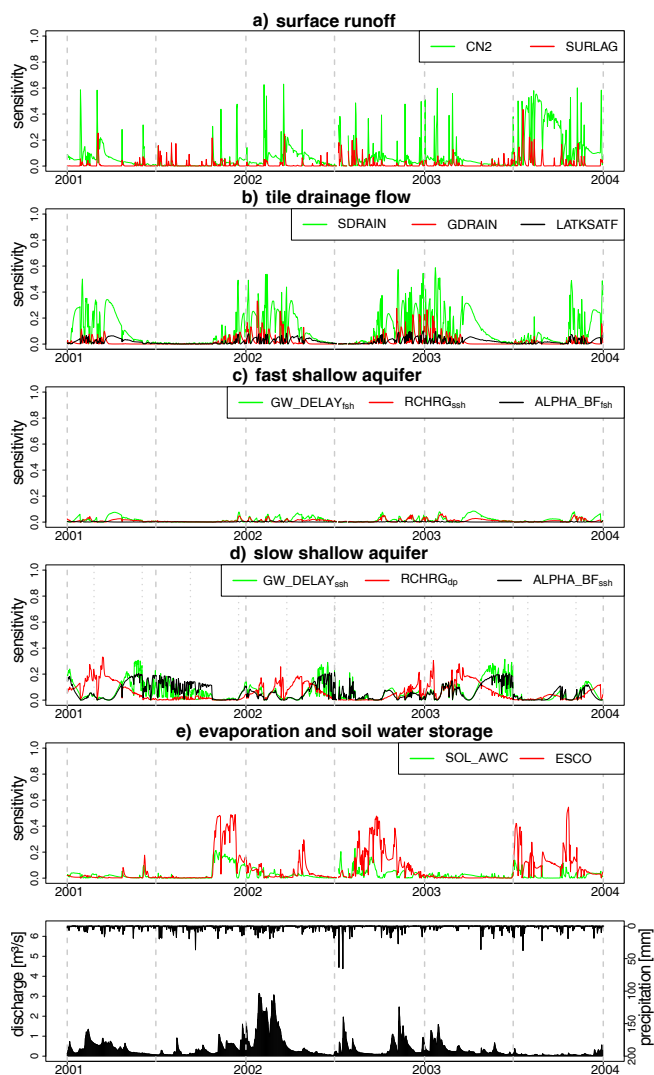 a) surface runoff
CN2 SURLAG
sensitivity
0.0 0.2 0.4 0.6 0.8 1.0
2001 2002 2003 2004
b) tile drainage flow
SDRAIN GDRAIN LATKSATF
sensitivity
0.0 0.2 0.4 0.6 0.8 1.0
2001 2002 2003 2004
c) fast shallow aquifer
GW_DELAYfsh RCHRGssh ALPHA_BFfsh
sensitivity
0.0 0.2 0.4 0.6 0.8 1.0
2001 2002 2003 2004
d) slow shallow aquifer
GW_DELAYssh RCHRGdp ALPHA_BFssh
sensitivity
0.0 0.2 0.4 0.6 0.8 1.0
2001 2002 2003 2004
e) evaporation and soil water storage
SOL_AWC ESCO
sensitivity
0.0 0.2 0.4 0.6 0.8 1.0
2001 2002 2003 2004
discharge [m³/s]
0 1 2 3 4 5 6
precipitation [mm]
200 150 100 50 0
2001 2002 2003 2004